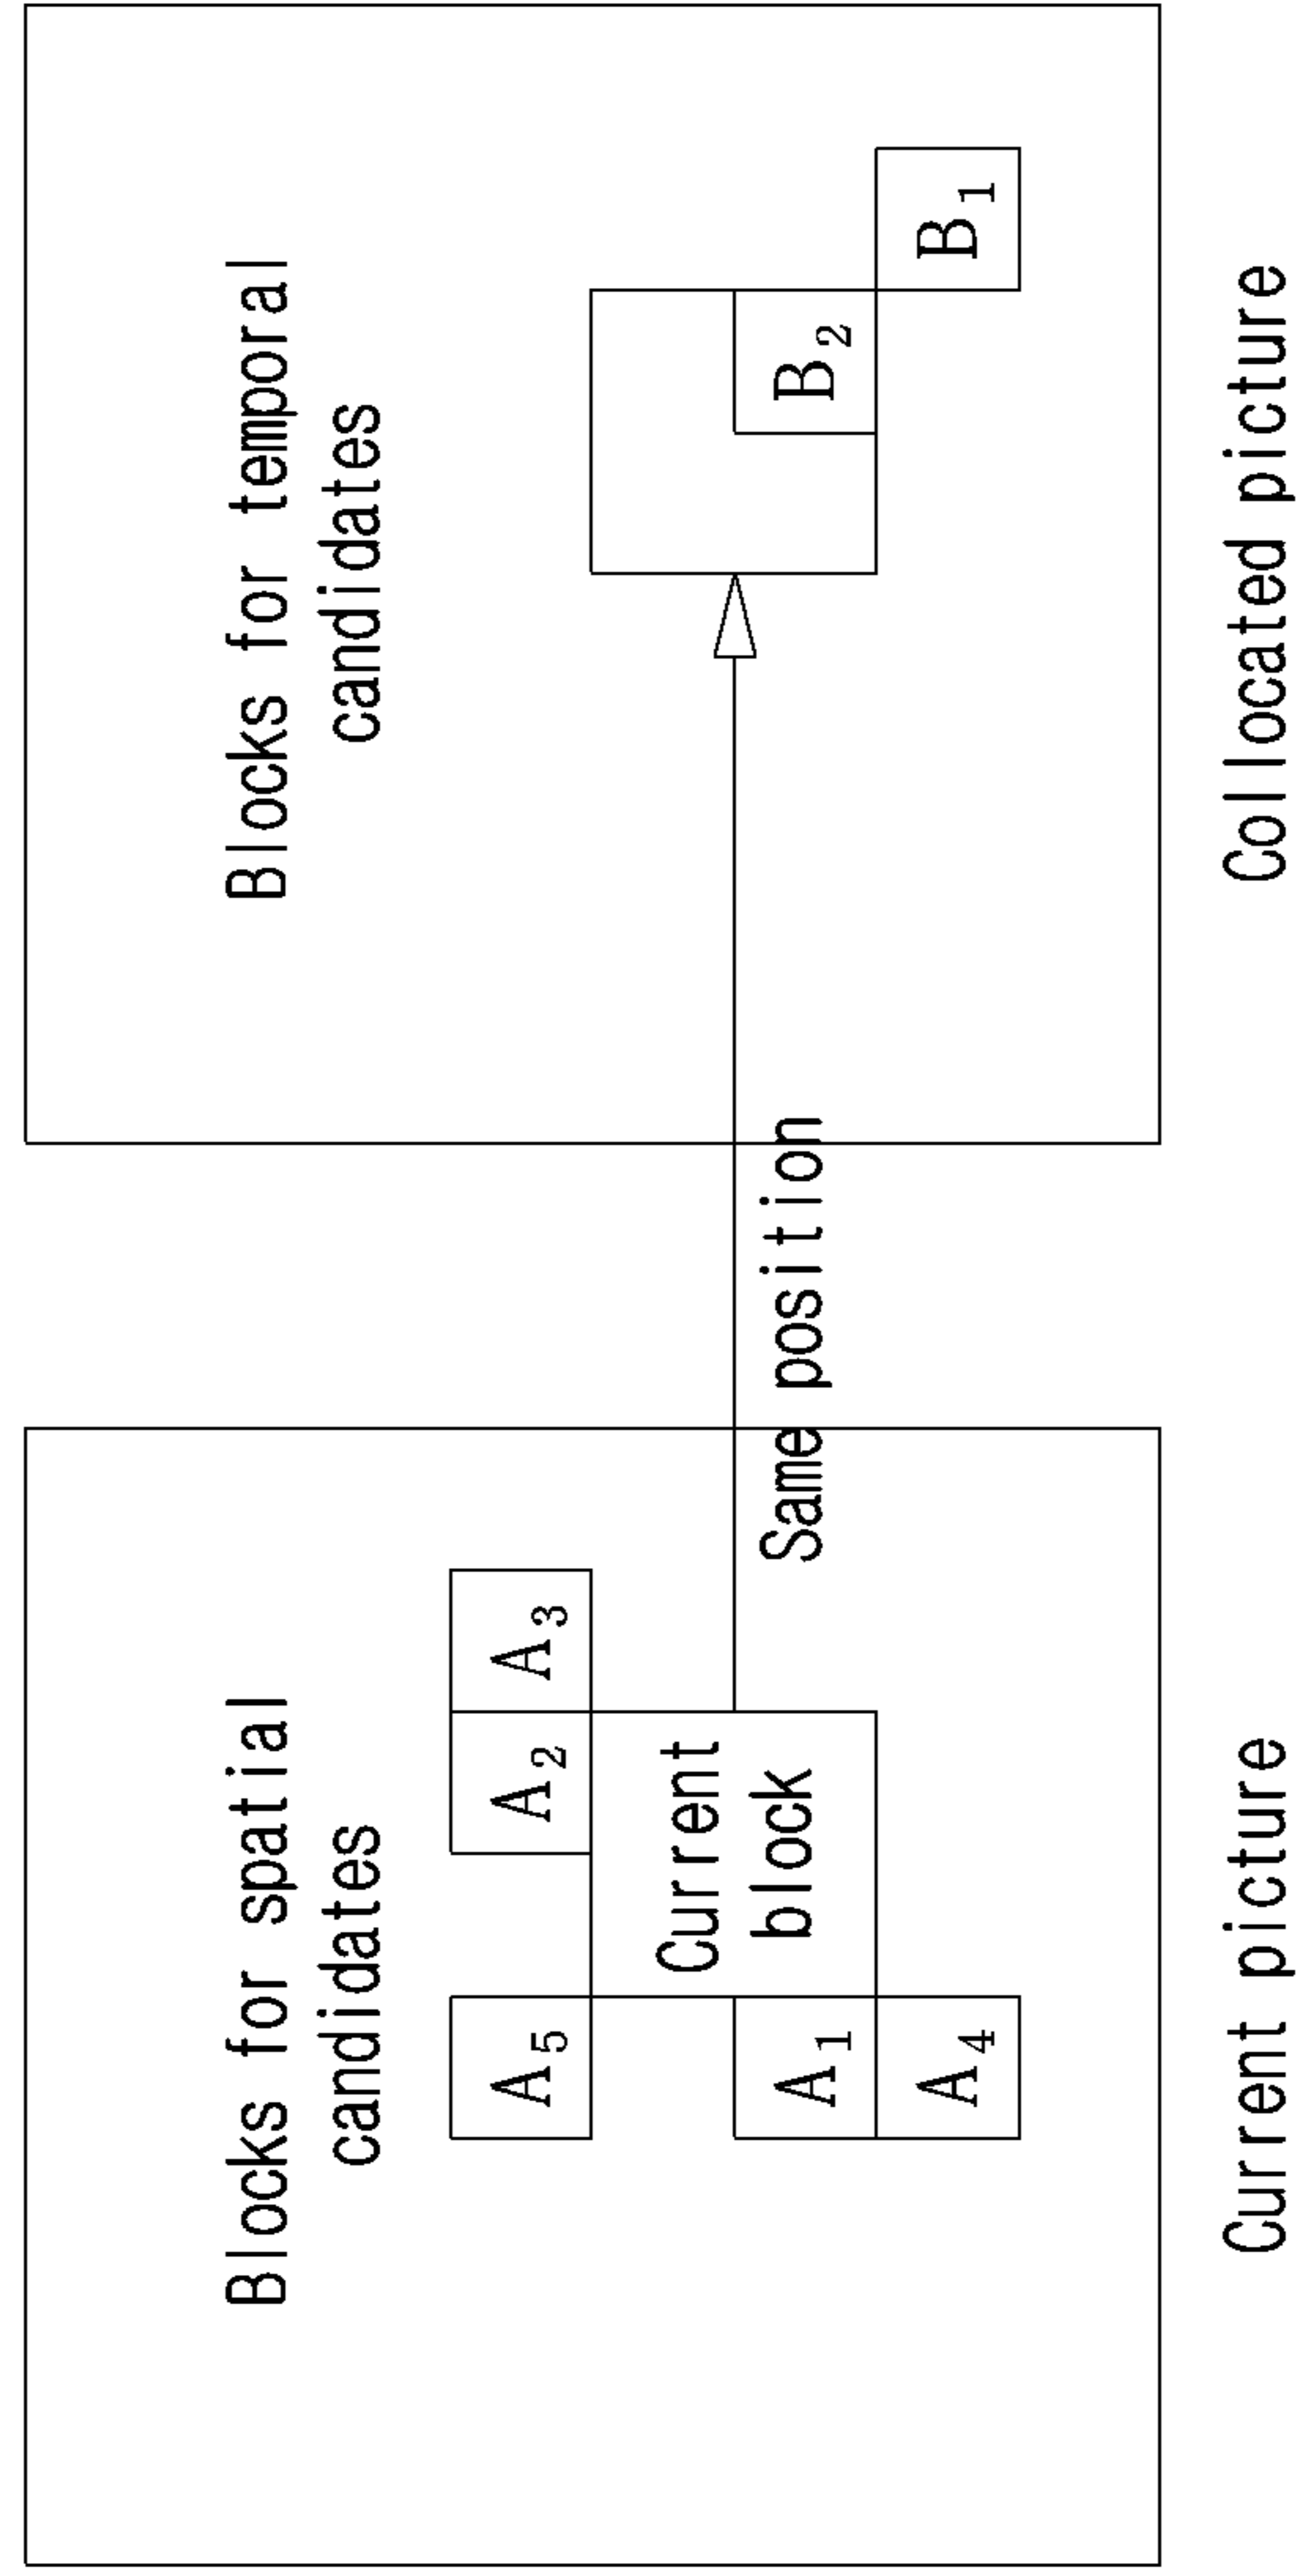 Blocks for spatial
candidates
A5
A2
A3
Current
block
A1
A4
Current picture
Same position
Blocks for temporal
candidates
B2
B1
Collocated picture